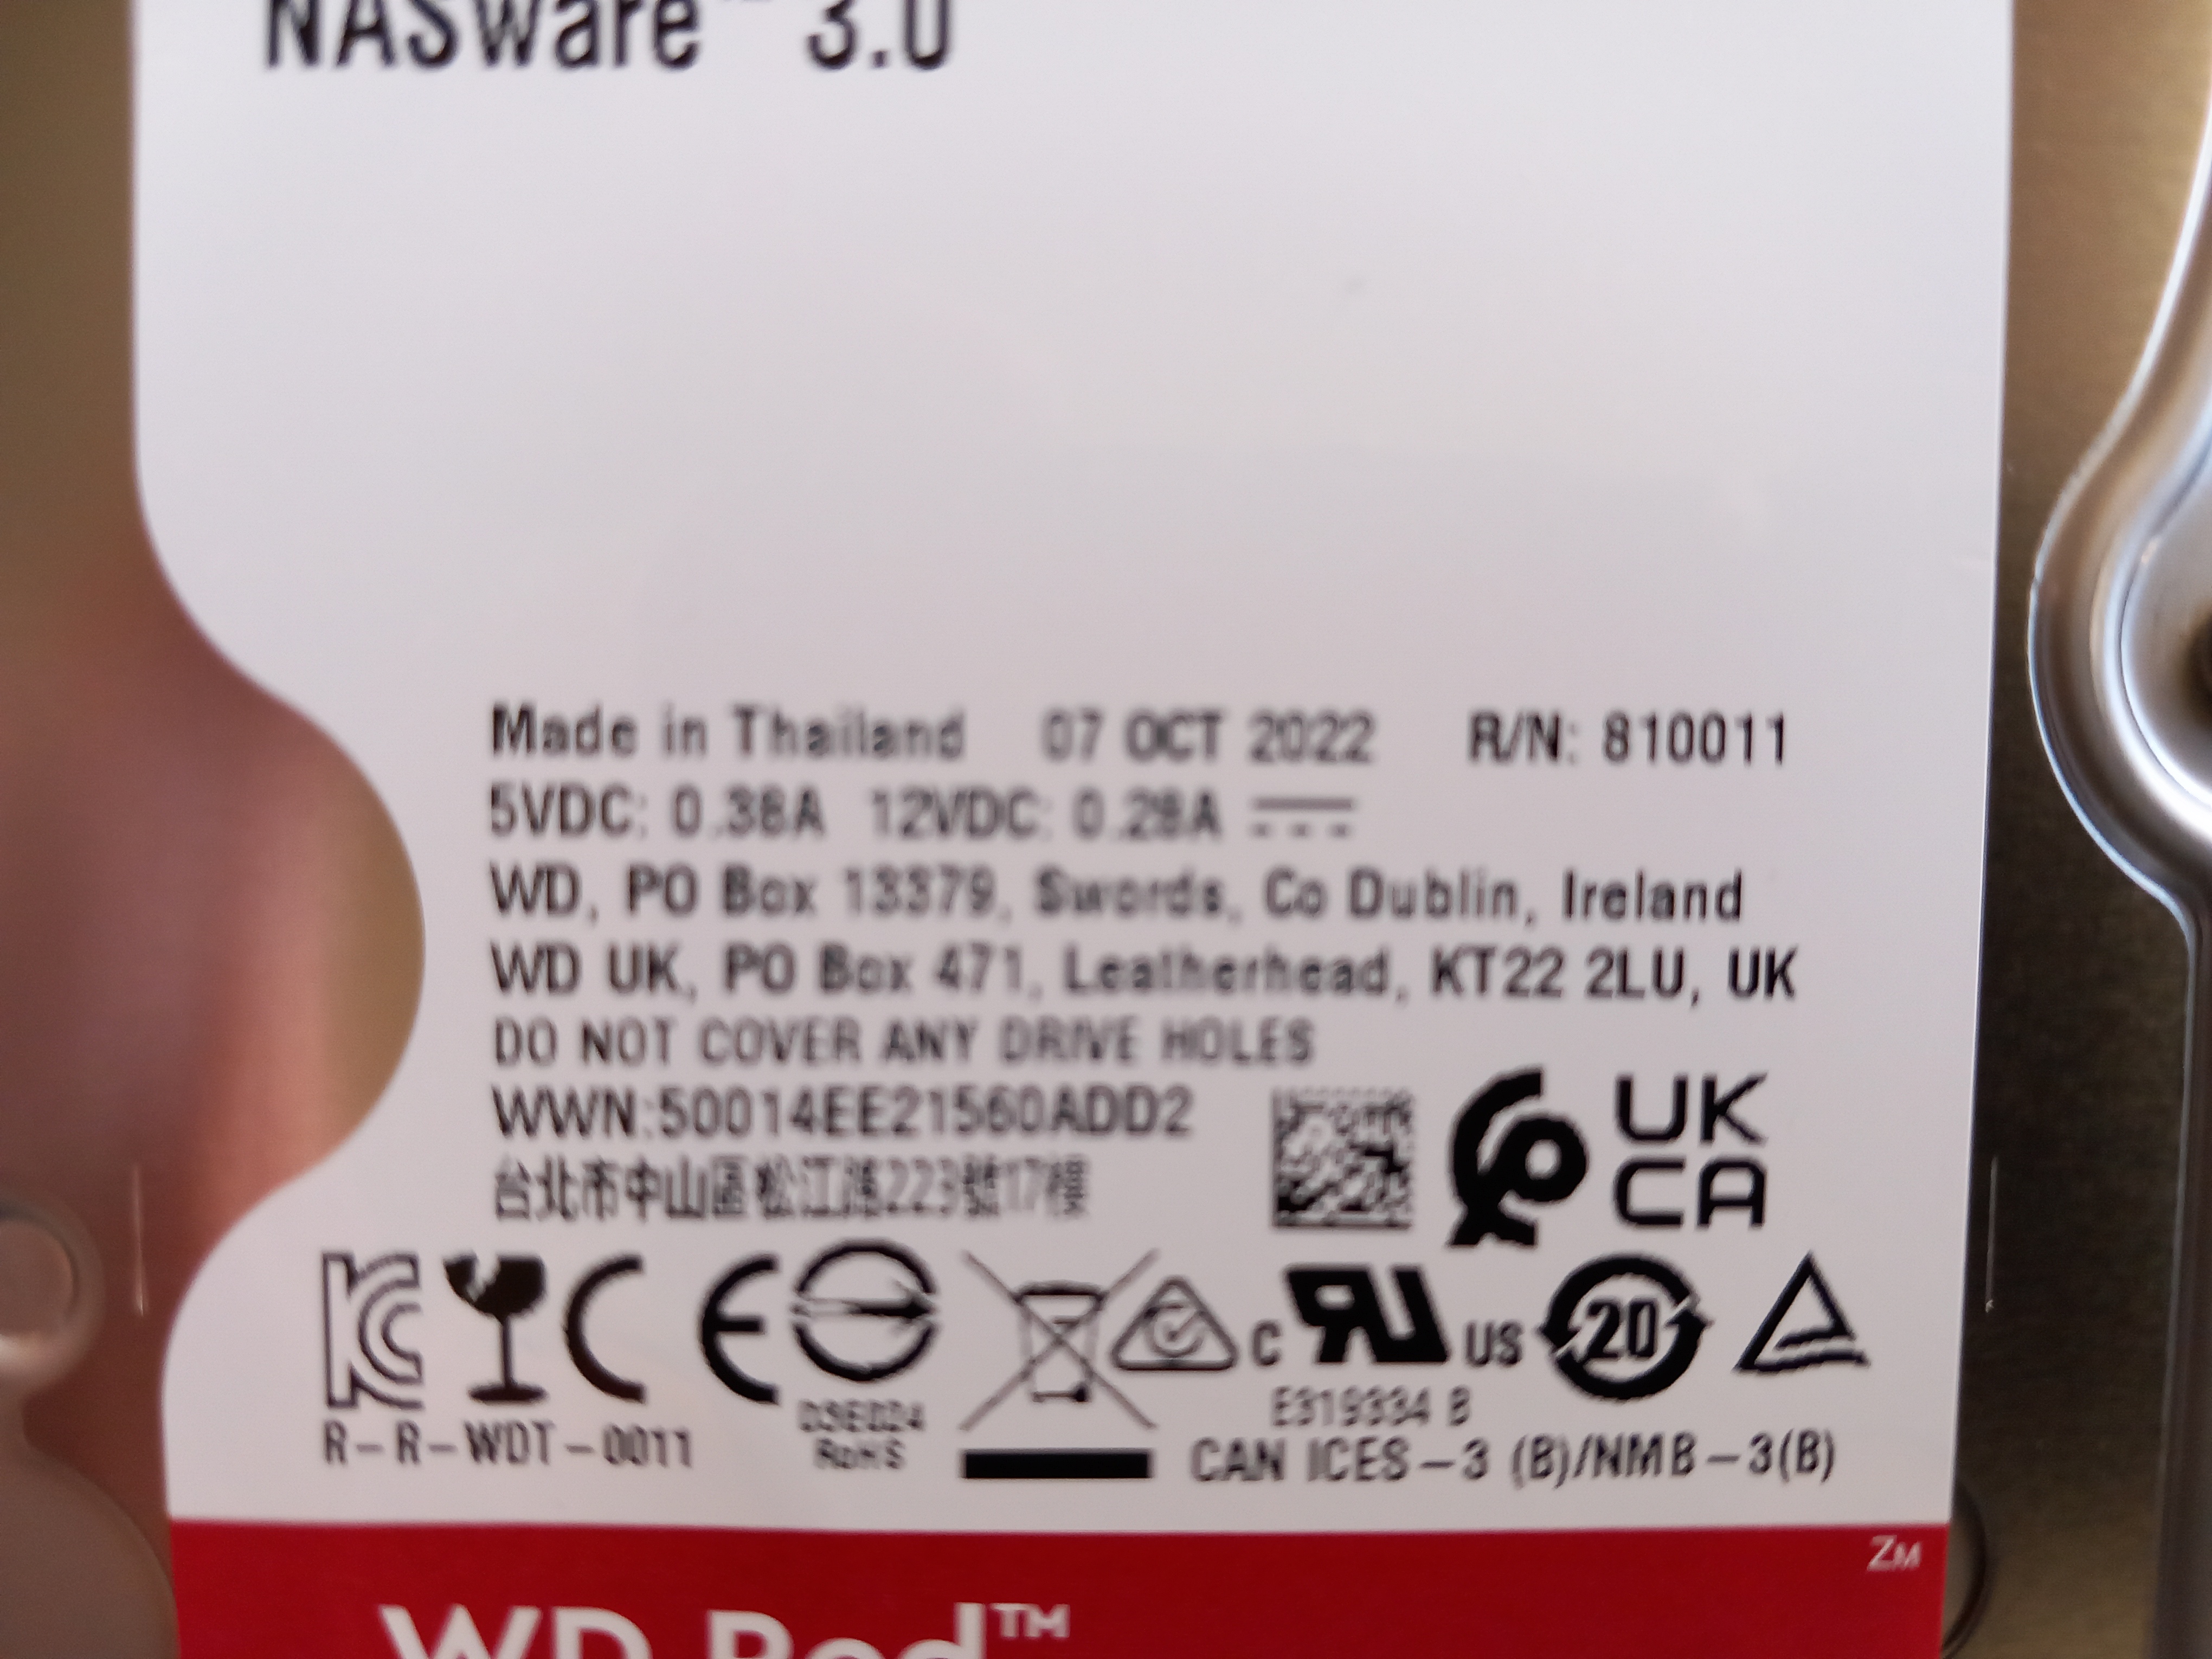 NASware™ 3.0
Made in Thailand 07 OCT 2022 R/N: 810011
5VDC: 0.38A 12VDC: 0.28A
WD, PO Box 13379, Swords, Co Dublin, Ireland
WD UK, PO Box 471, Leatherhead, KT22 2LU, UK
DO NOT COVER ANY DRIVE HOLES
WWN:50014EE21560ADD2
UK
CA
台北市中山區松江路223號17樓
C US 20
R-R-WDT-0011
D3E024
RoHS
E319334 B
CAN ICES-3 (B)/NMB-3(B)
ZM
WD Red™